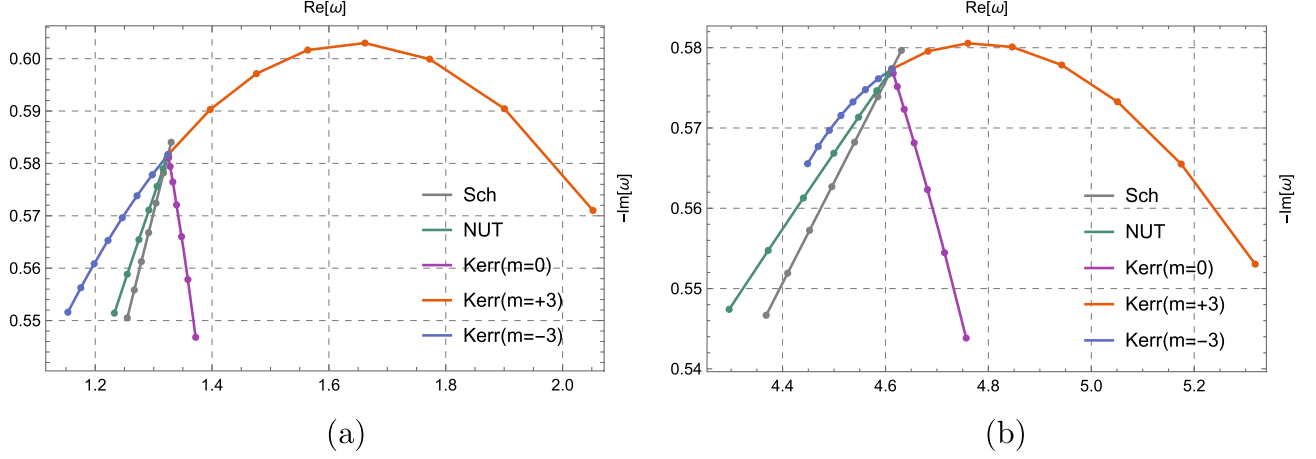 Re[ω]
0.60
0.59
0.58
0.57
0.56
0.55
1.2 1.4 1.6 1.8 2.0
−Im[ω]
Sch
NUT
Kerr(m=0)
Kerr(m=+3)
Kerr(m=−3)
(a)
Re[ω]
0.58
0.57
0.56
0.55
0.54
4.4 4.6 4.8 5.0 5.2
−Im[ω]
Sch
NUT
Kerr(m=0)
Kerr(m=+3)
Kerr(m=−3)
(b)